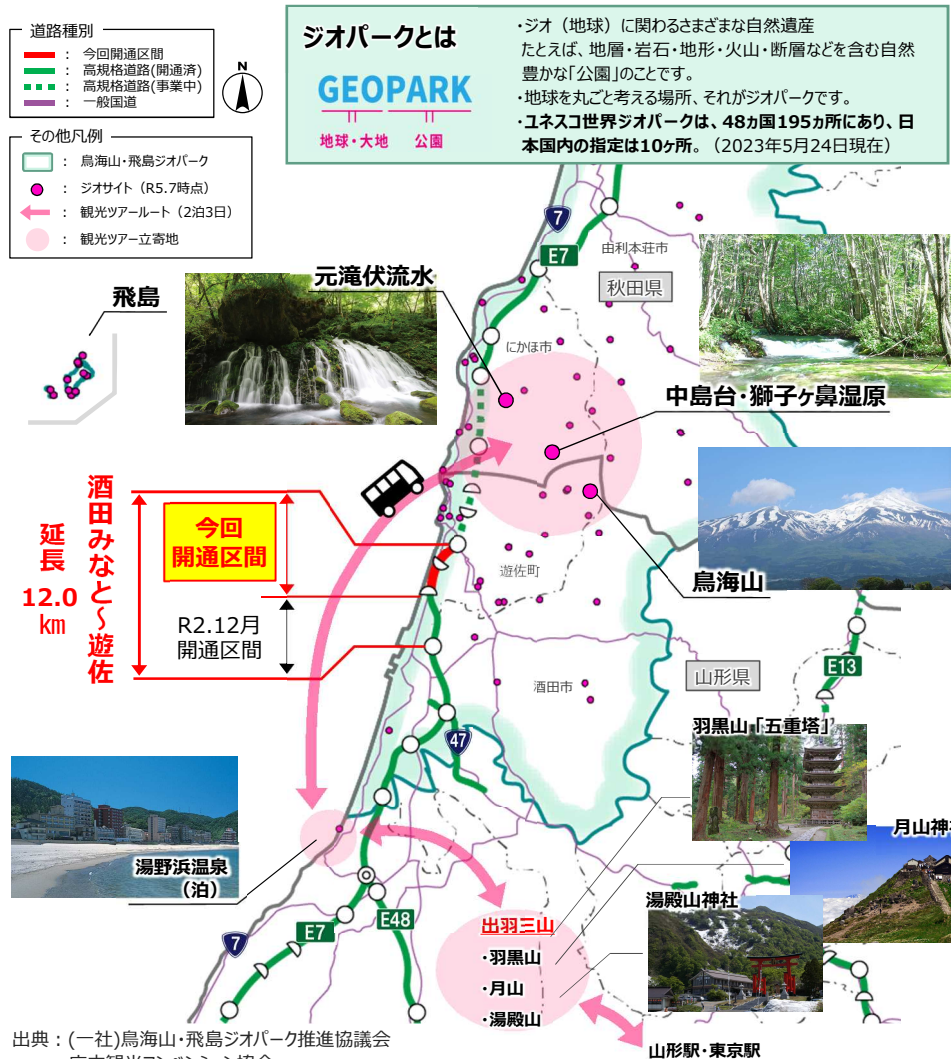 道路種別
： 今回開通区間
： 高規格道路(開通済)
： 高規格道路(事業中)
： 一般国道
N
その他凡例
： 鳥海山・飛島ジオパーク
： ジオサイト（R5.7時点）
： 観光ツアールート（2泊3日）
： 観光ツアー立寄地
ジオパークとは
GEOPARK
地球・大地 公園
・ジオ（地球）に関わるさまざまな自然遺産
たとえば、地層・岩石・地形・火山・断層などを含む自然
豊かな「公園」のことです。
・地球を丸ごと考える場所、それがジオパークです。
・ユネスコ世界ジオパークは、48ヵ国195ヵ所にあり、日
本国内の指定は10ヶ所。（2023年5月24日現在）
7
E7
由利本荘市
秋田県
飛島
元滝伏流水
にかほ市
中島台・獅子ヶ鼻湿原
鳥海山
酒田みなと～遊佐
延長
12.0
km
今回
開通区間
R2.12月
開通区間
遊佐町
酒田市
山形県
E13
47
羽黒山「五重塔」
月山神
湯殿山神社
湯野浜温泉
（泊）
7
E7
E48
出羽三山
・羽黒山
・月山
・湯殿山
山形駅・東京駅
出典：(一社)鳥海山・飛島ジオパーク推進協議会